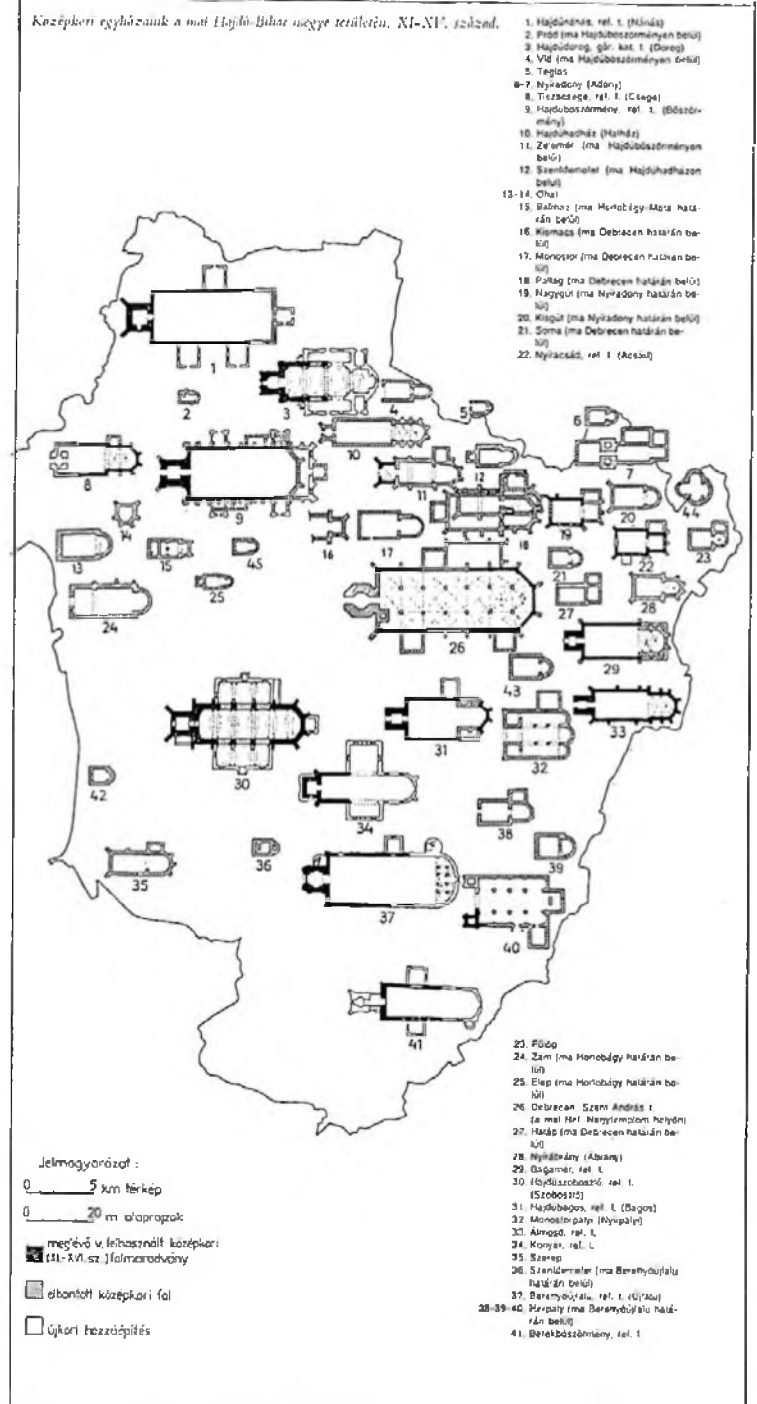 Középkori egyházaink a mai Hajdú-Bihar megye területén, XI-XV. század.
1. Hajdúnánás, ref. t. (Nánás)
2. Pród (ma Hajdúböszörményen belül)
3. Hajdúdorog, gör. kat. t. (Dorog)
4. Vid (ma Hajdúböszörményen belül)
5. Téglás
6-7. Nyíradony (Adony)
8. Tiszacsege, ref. t. (Csege)
9. Hajdúböszörmény, ref. t. (Böször-
mény)
10. Hajdúhadház (Hadház)
11. Zelemér (ma Hajdúböszörményen
belül)
12. Szentdemeter (ma Hajdúhadházon
belül)
13-14. Ohat
15. Balmaz (ma Hortobágy-Máta hatá-
rán belül)
16. Kismacs (ma Debrecen határán be-
lül)
17. Monostor (ma Debrecen határán be-
lül)
18. Pallag (ma Debrecen határán belül)
19. Nagygút (ma Nyíradony határán be-
lül)
20. Kisgút (ma Nyíradony határán belül)
21. Soma (ma Debrecen határán be-
lül)
22. Nyíracsád, ref. t. (Acsád)
1
2
3
4
5
6
7
8
9
10
11
12
13
14
15
16
17
18
19
20
21
22
23
24
25
26
27
28
29
30
31
32
33
34
35
36
37
38
39
40
41
42
43
44
45
23. Fülöp
24. Zám (ma Hortobágy határán be-
lül)
25. Elep (ma Hortobágy határán be-
lül)
26. Debrecen, Szent András t.
(a mai Ref. Nagytemplom helyén)
27. Haláp (ma Debrecen határán be-
lül)
28. Nyírábrány (Ábrány)
29. Bagamér, ref. t.
30. Hajdúszoboszló, ref. t.
(Szoboszló)
31. Hajdúbagos, ref. t. (Bagos)
32. Monostorpályi (Nyírpályi)
33. Álmosd, ref. t.
34. Konyár, ref. t.
35. Szerep
36. Szentdemeter (ma Berettyóújfalu
határán belül)
37. Berettyóújfalu, ref. t. (Újfalu)
38-39-40. Herpály (ma Berettyóújfalu hatá-
rán belül)
41. Berekböszörmény, ref. t.
Jelmagyarázat :
0 5 km térkép
0 20 m alaprajzok
meglévő v. felhasznált középkori
(XI.-XVI. sz.) falmaradvány
elbontott középkori fal
újkori hozzáépítés